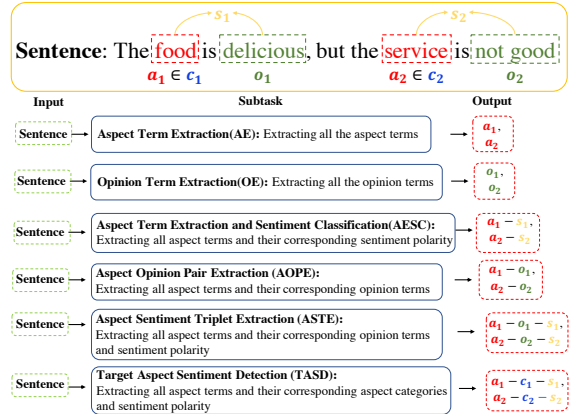 s₁ s₂
Sentence: The food is delicious, but the service is not good
a₁ ∈ c₁ o₁ a₂ ∈ c₂ o₂
Input Subtask Output
Sentence Aspect Term Extraction(AE): Extracting all the aspect terms a₁,
a₂
Sentence Opinion Term Extraction(OE): Extracting all the opinion terms o₁,
o₂
Sentence Aspect Term Extraction and Sentiment Classification(AESC): a₁ − s₁,
Extracting all aspect terms and their corresponding sentiment polarity a₂ − s₂
Sentence Aspect Opinion Pair Extraction (AOPE): a₁ − o₁,
Extracting all aspect terms and their corresponding opinion terms a₂ − o₂
Sentence Aspect Sentiment Triplet Extraction (ASTE):
Extracting all aspect terms and their corresponding opinion terms a₁ − o₁ − s₁,
and sentiment polarity a₂ − o₂ − s₂
Sentence Target Aspect Sentiment Detection (TASD):
Extracting all aspect terms and their corresponding aspect categories a₁ − c₁ − s₁,
and sentiment polarity a₂ − c₂ − s₂